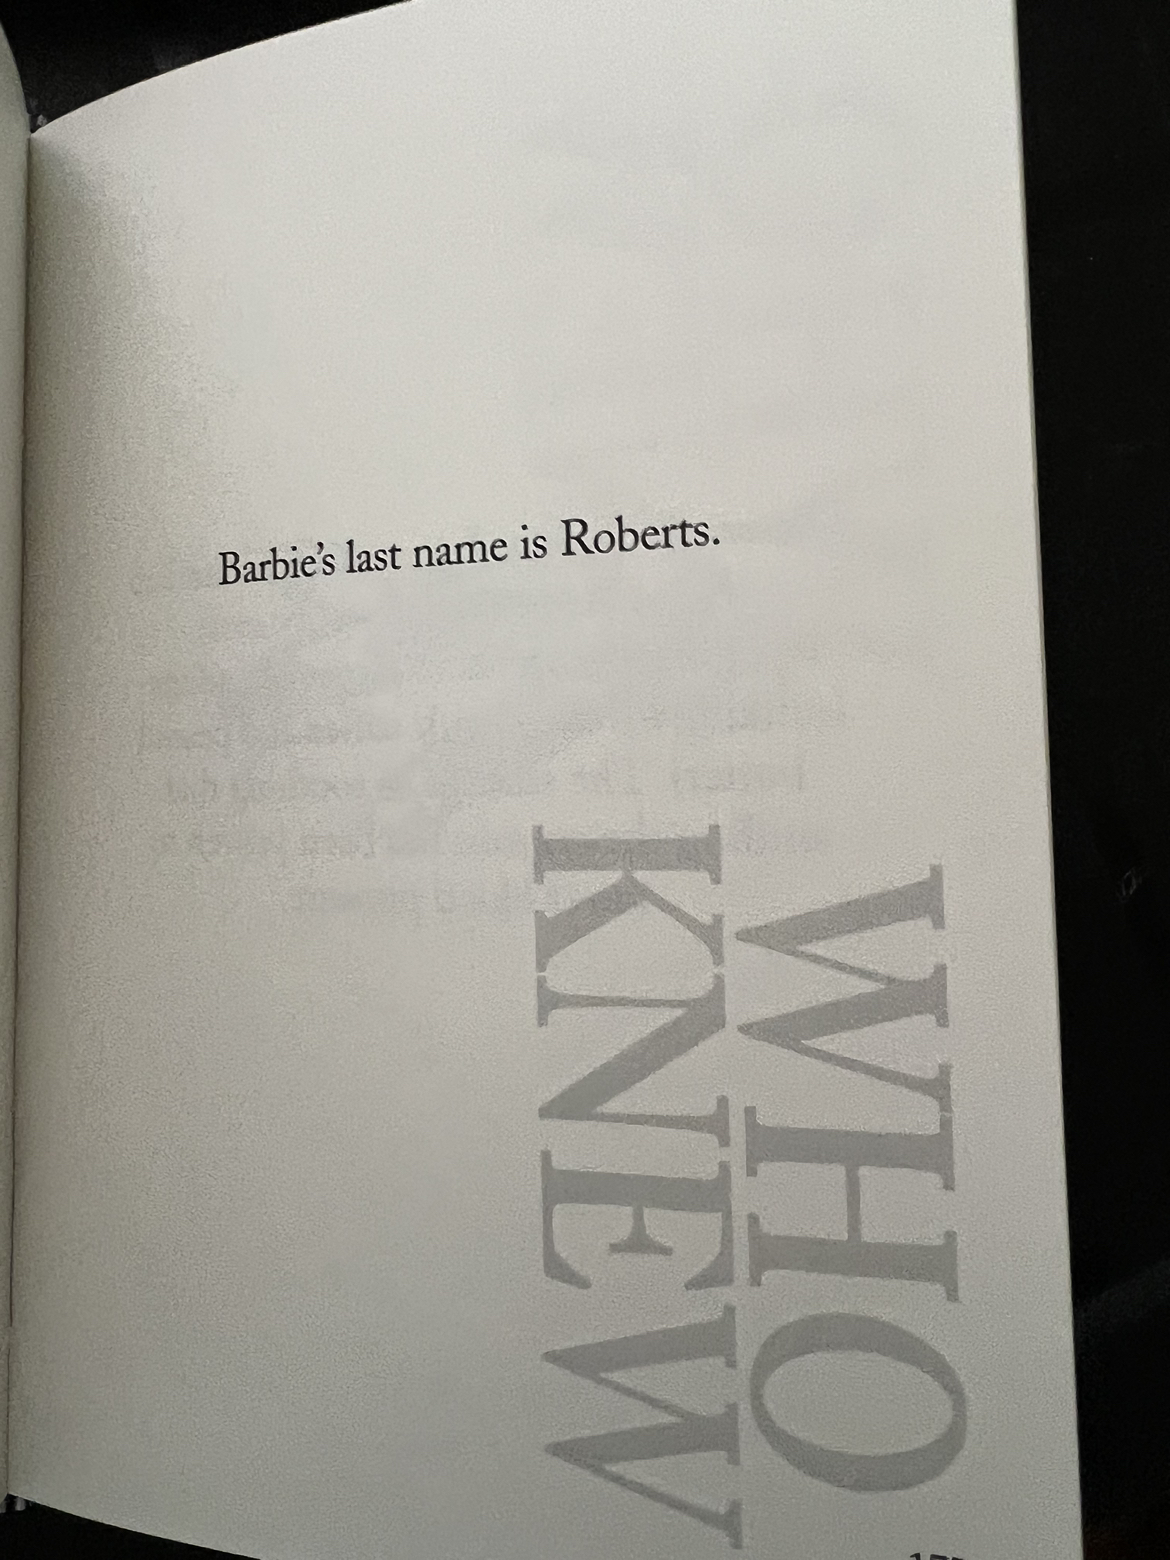 Barbie's last name is Roberts.
WHO
KNEW